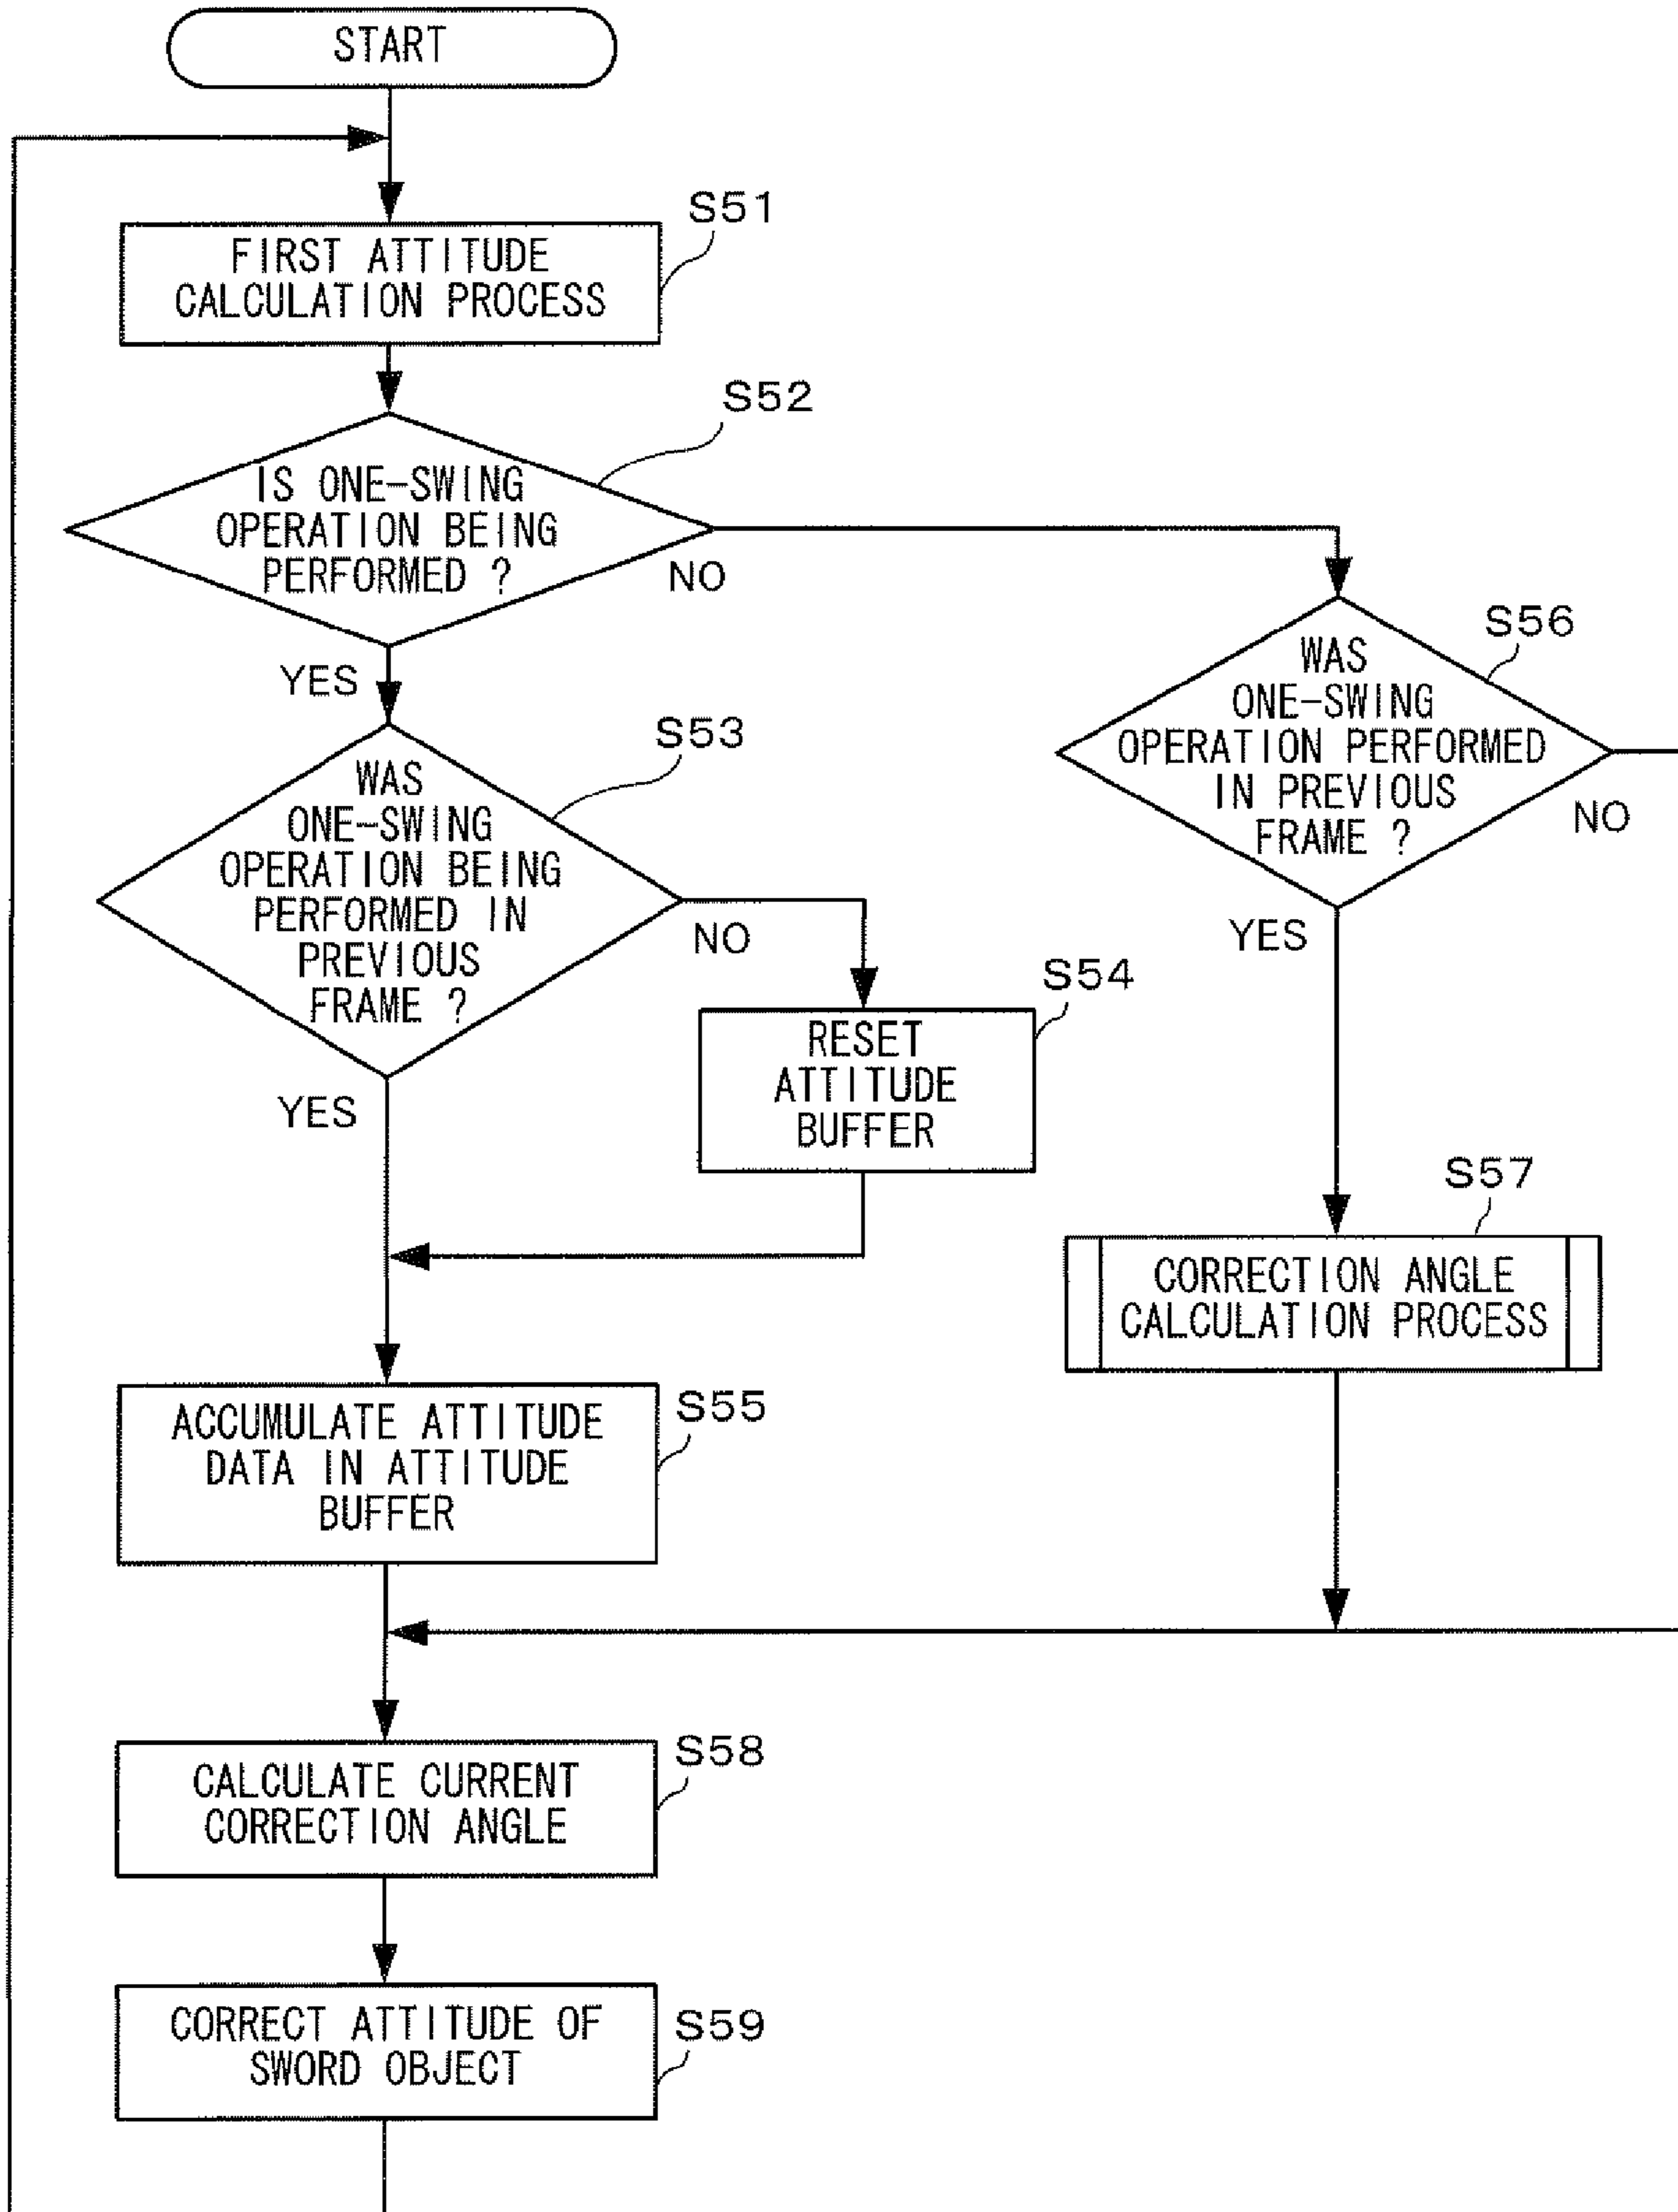 START
S51
FIRST ATTITUDE
CALCULATION PROCESS
S52
IS ONE-SWING
OPERATION BEING
PERFORMED ?
NO
YES
S56
WAS
ONE-SWING
OPERATION PERFORMED
IN PREVIOUS
FRAME ?
NO
YES
S53
WAS
ONE-SWING
OPERATION BEING
PERFORMED IN
PREVIOUS
FRAME ?
NO
YES
S54
RESET
ATTITUDE
BUFFER
S57
CORRECTION ANGLE
CALCULATION PROCESS
S55
ACCUMULATE ATTITUDE
DATA IN ATTITUDE
BUFFER
S58
CALCULATE CURRENT
CORRECTION ANGLE
S59
CORRECT ATTITUDE OF
SWORD OBJECT